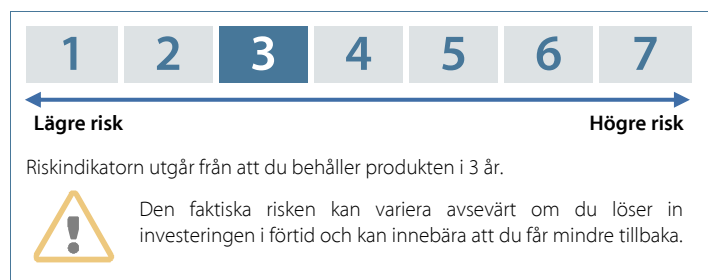 1 2 3 4 5 6 7
Lägre risk Högre risk
Riskindikatorn utgår från att du behåller produkten i 3 år.
Den faktiska risken kan variera avsevärt om du löser in
investeringen i förtid och kan innebära att du får mindre tillbaka.